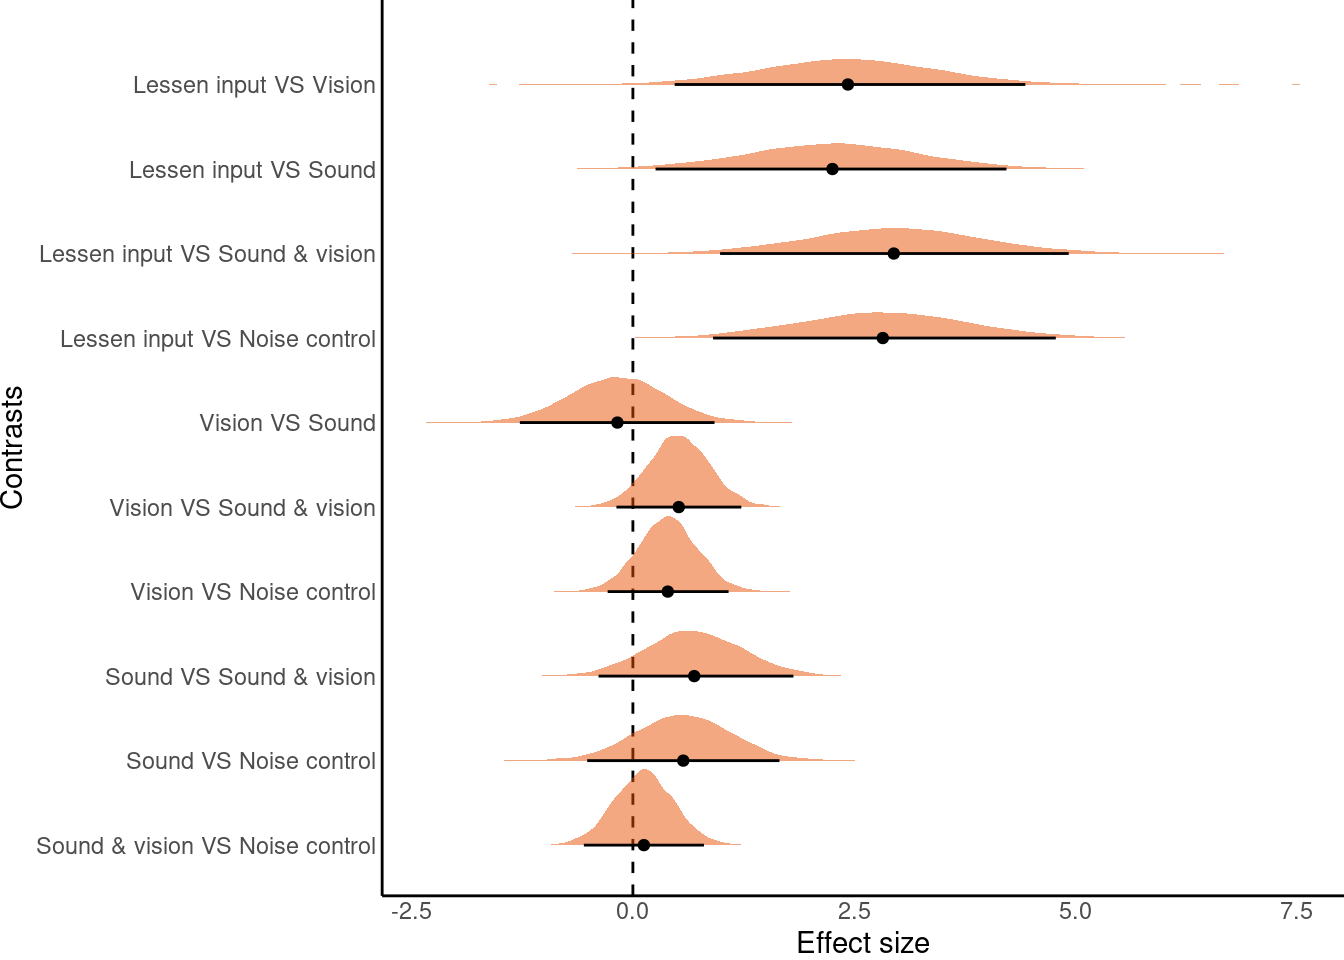 Lessen input VS Vision
Lessen input VS Sound
Lessen input VS Sound & vision
Lessen input VS Noise control
Vision VS Sound
Vision VS Sound & vision
Vision VS Noise control
Sound VS Sound & vision
Sound VS Noise control
Sound & vision VS Noise control
Contrasts
-2.5 0.0 2.5 5.0 7.5
Effect size